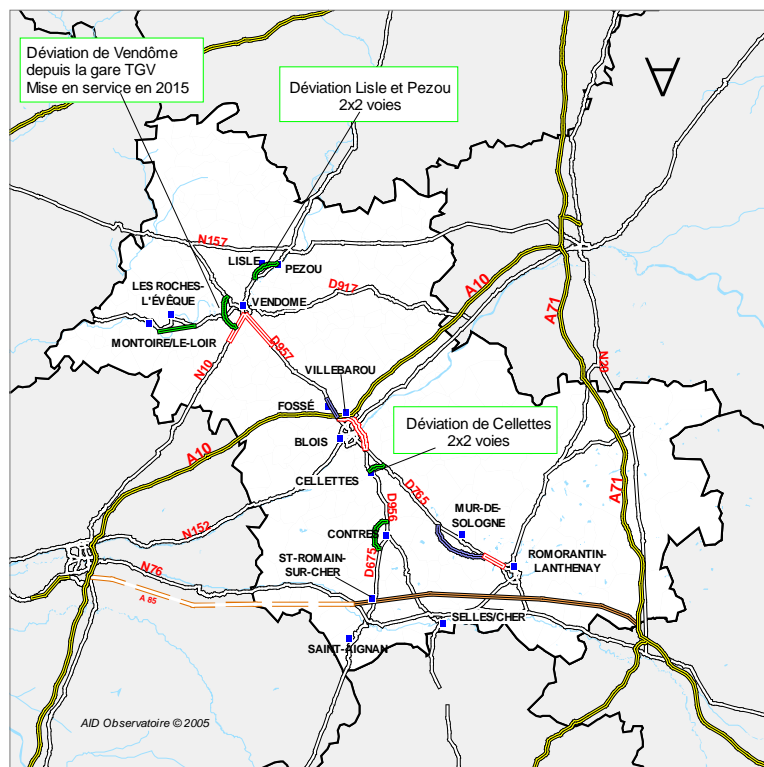 Déviation de Vendôme
depuis la gare TGV
Mise en service en 2015
Déviation Lisle et Pezou
2x2 voies
N157
LISLE
PEZOU
LES ROCHES-
L'ÉVÊQUE
VENDOME
D917
A10
A71
MONTOIRE/LE-LOIR
N10
D957
VILLEBAROU
N20
FOSSÉ
Déviation de Cellettes
2x2 voies
BLOIS
A10
CELLETTES
D765
A71
D956
MUR-DE-
SOLOGNE
N152
CONTRES
ST-ROMAIN-
SUR-CHER
D675
ROMORANTIN-
LANTHENAY
N76
A 85
SELLES/CHER
SAINT-AIGNAN
AID Observatoire © 2005